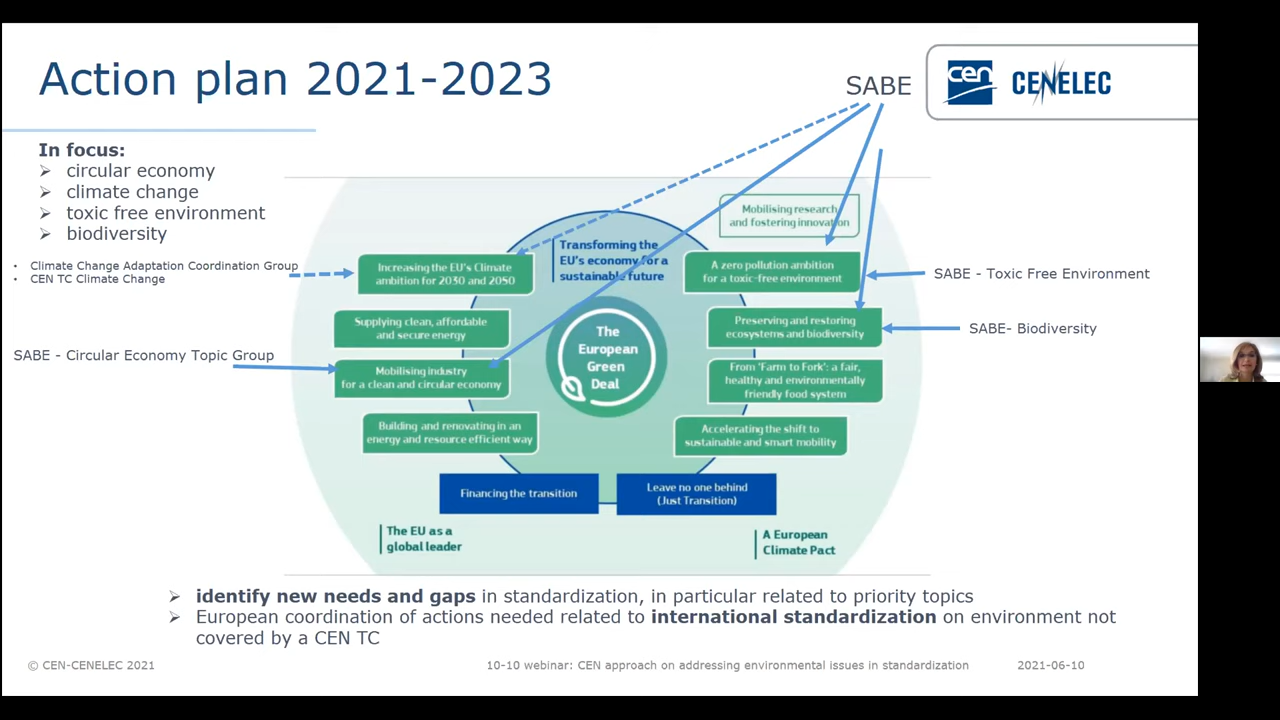 Action plan 2021-2023
SABE
cen
CENELEC
In focus:
circular economy
climate change
toxic free environment
biodiversity
Climate Change Adaptation Coordination Group
CEN TC Climate Change
SABE - Circular Economy Topic Group
Mobilising research
and fostering innovation
Transforming the
EU's economy for a
sustainable future
Increasing the EU's Climate
ambition for 2030 and 2050
A zero pollution ambition
for a toxic-free environment
SABE - Toxic Free Environment
Supplying clean, affordable
and secure energy
The
European
Green
Deal
Preserving and restoring
ecosystems and biodiversity
SABE- Biodiversity
Mobilising industry
for a clean and circular economy
From 'Farm to Fork': a fair,
healthy and environmentally
friendly food system
Building and renovating in an
energy and resource efficient way
Accelerating the shift to
sustainable and smart mobility
Financing the transition
Leave no one behind
(Just Transition)
The EU as a
global leader
A European
Climate Pact
identify new needs and gaps in standardization, in particular related to priority topics
European coordination of actions needed related to international standardization on environment not
covered by a CEN TC
© CEN-CENELEC 2021
10-10 webinar: CEN approach on addressing environmental issues in standardization
2021-06-10